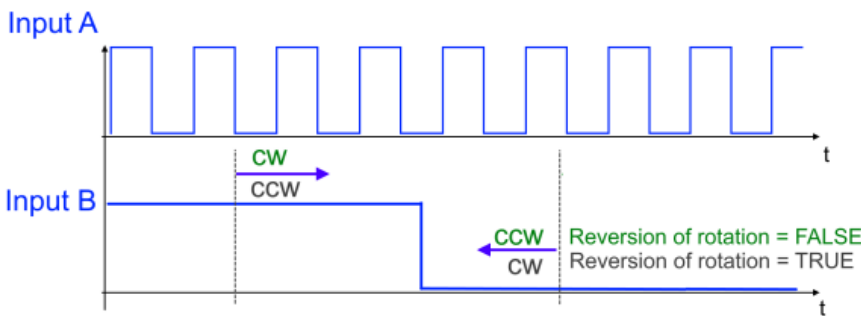 Input A
t
CW
CCW
Input B
CCW Reversion of rotation = FALSE
CW Reversion of rotation = TRUE
t